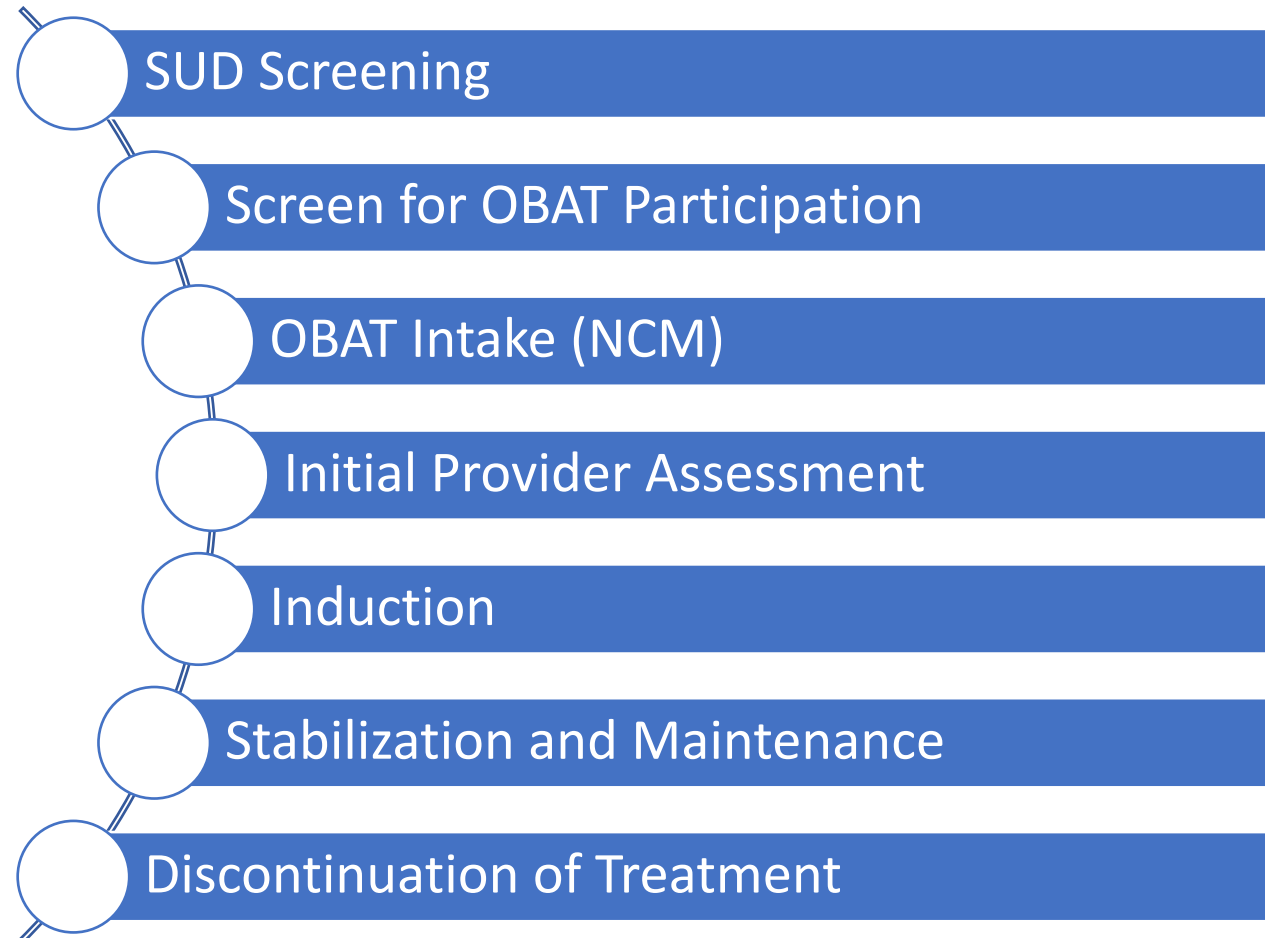 SUD Screening
Screen for OBAT Participation
OBAT Intake (NCM)
Initial Provider Assessment
Induction
Stabilization and Maintenance
Discontinuation of Treatment